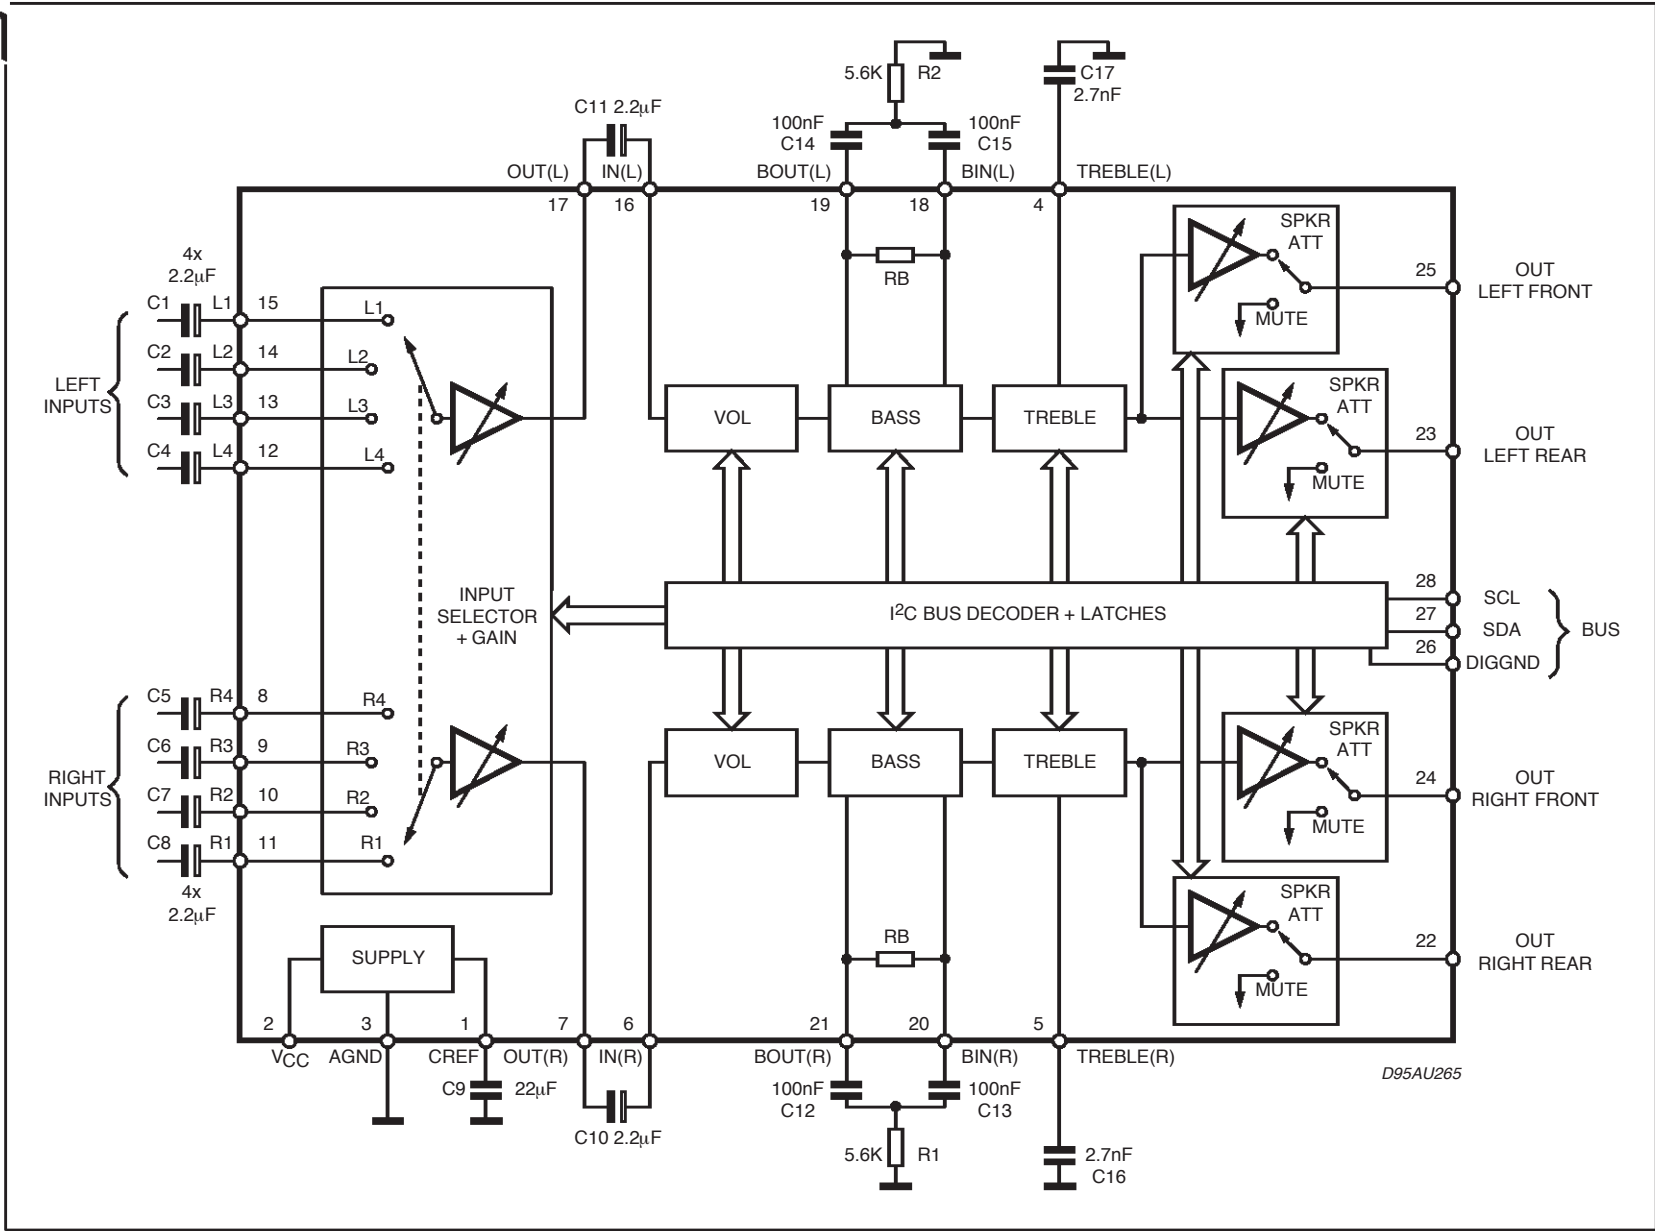 5.6K R2
C17
2.7nF
C11 2.2µF
100nF
C14
100nF
C15
OUT(L) IN(L) BOUT(L) BIN(L) TREBLE(L)
17 16 19 18 4
4x
2.2µF
C1 L1 15 L1
C2 L2 14 L2
C3 L3 13 L3
C4 L4 12 L4
LEFT
INPUTS
RB
VOL BASS TREBLE
SPKR
ATT
MUTE
25 OUT
LEFT FRONT
SPKR
ATT
MUTE
23 OUT
LEFT REAR
INPUT
SELECTOR
+ GAIN
I2C BUS DECODER + LATCHES
28 SCL
27 SDA
26 DIGGND
BUS
C5 R4 8 R4
C6 R3 9 R3
C7 R2 10 R2
C8 R1 11 R1
RIGHT
INPUTS
4x
2.2µF
VOL BASS TREBLE
SPKR
ATT
MUTE
24 OUT
RIGHT FRONT
SPKR
ATT
MUTE
22 OUT
RIGHT REAR
RB
SUPPLY
2 3 1 7 6 21 20 5
VCC AGND CREF OUT(R) IN(R) BOUT(R) BIN(R) TREBLE(R)
D95AU265
C9 22µF
100nF
C12
100nF
C13
C10 2.2µF
5.6K R1
2.7nF
C16